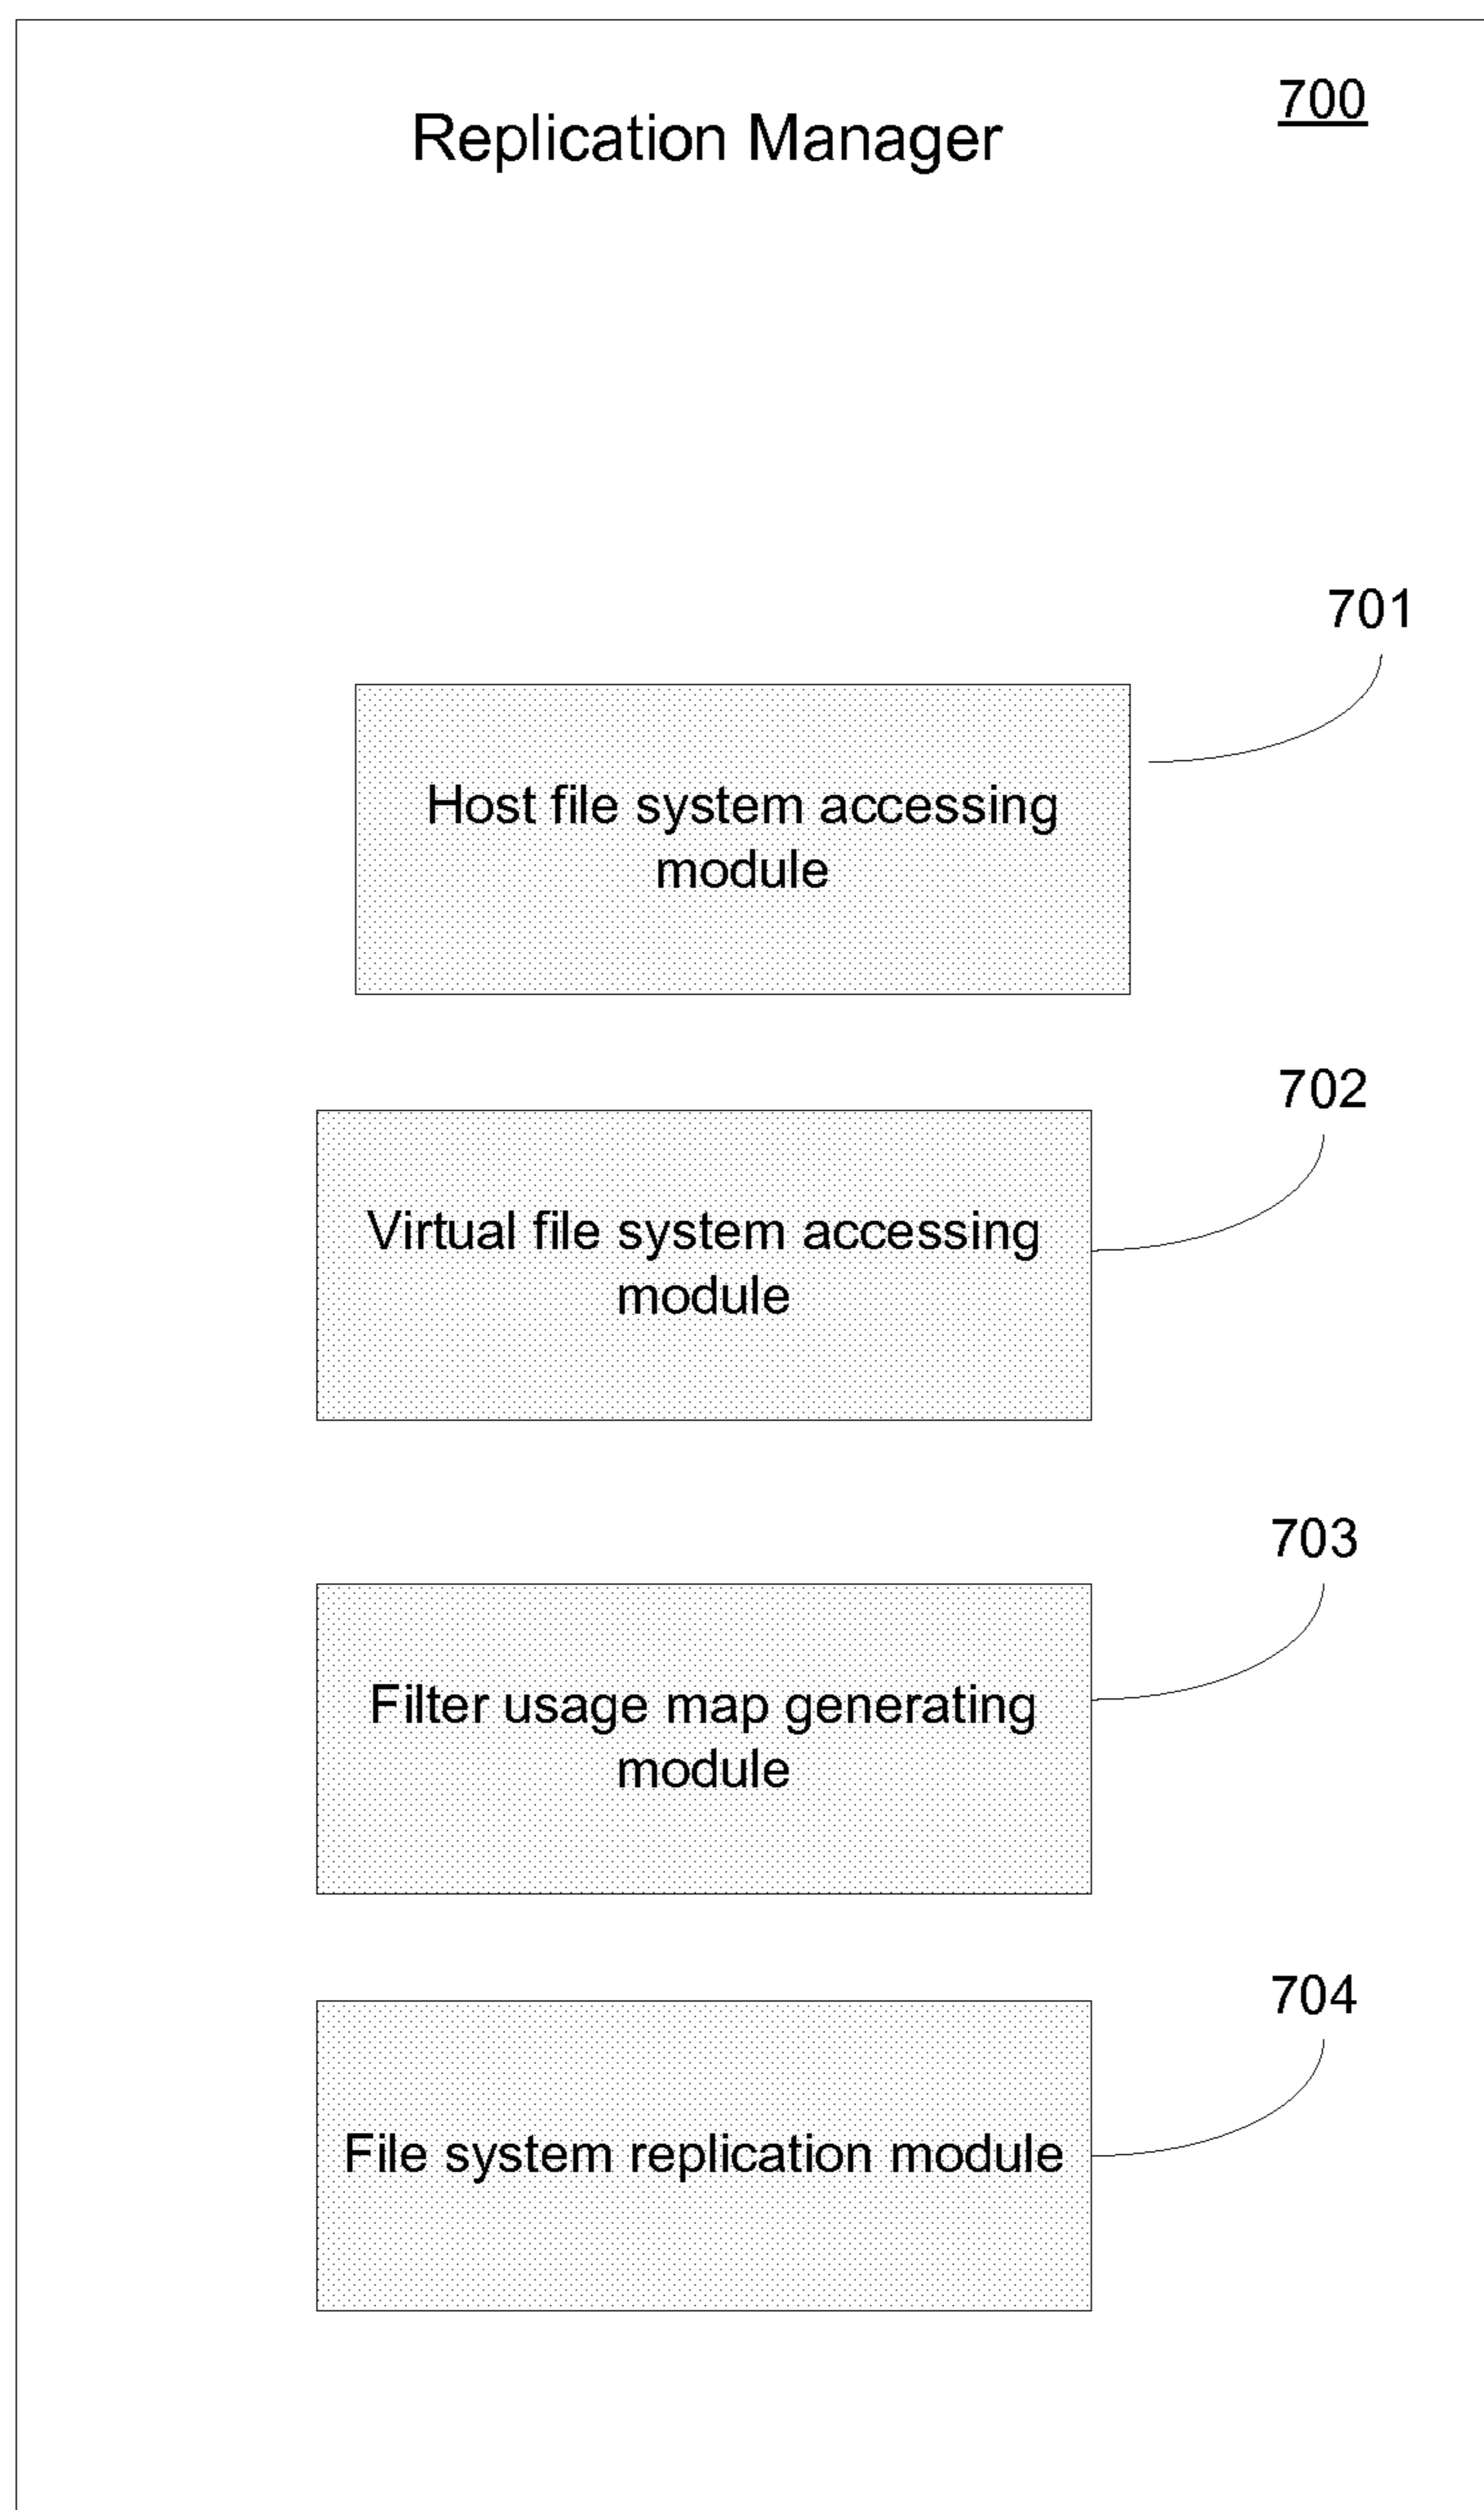 700
Replication Manager
701
Host file system accessing
module
702
Virtual file system accessing
module
703
Filter usage map generating
module
704
File system replication module